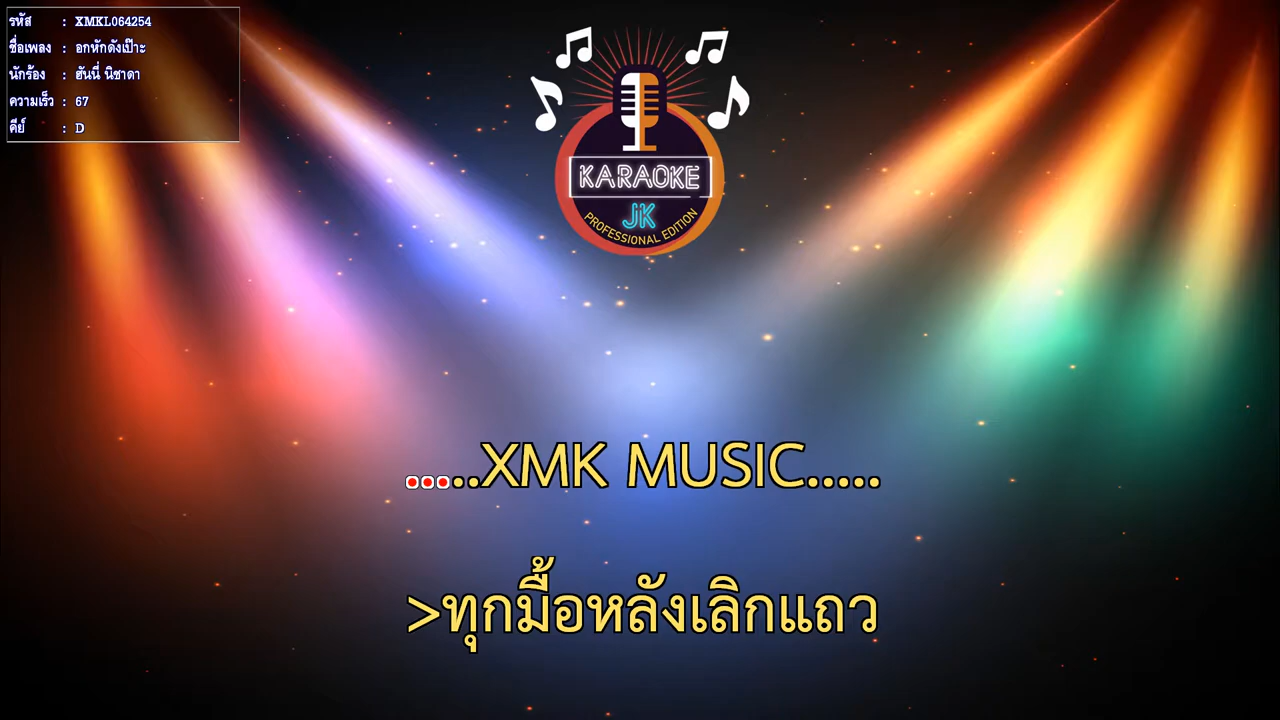 รหัส : XMKL064254
ชื่อเพลง : อกหักดังเป๊าะ
นักร้อง : ฮันนี่ นิชาดา
ความเร็ว : 67
คีย์ : D
KARAOKE
JK
PROFESSIONAL EDITION
.....XMK MUSIC.....
>ทุกมื้อหลังเลิกแถว